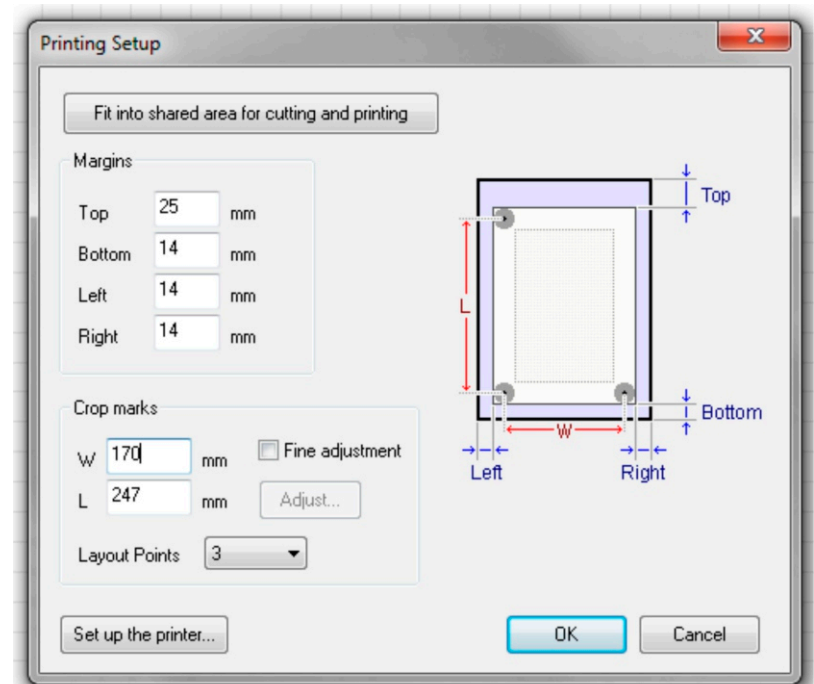 Printing Setup
Fit into shared area for cutting and printing
Margins
Top 25 mm
Bottom 14 mm
Left 14 mm
Right 14 mm
Top
L
W
Bottom
Left Right
Crop marks
W 170 mm Fine adjustment
L 247 mm Adjust...
Layout Points 3
Set up the printer... OK Cancel